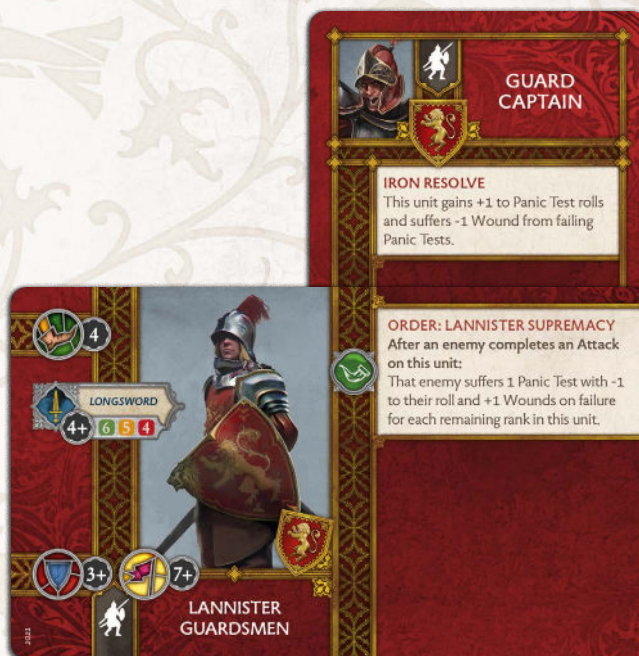 GUARD
CAPTAIN
IRON RESOLVE
This unit gains +1 to Panic Test rolls
and suffers -1 Wound from failing
Panic Tests.
4
LONGSWORD
4+ 6 5 4
ORDER: LANNISTER SUPREMACY
After an enemy completes an Attack
on this unit:
That enemy suffers 1 Panic Test with -1
to their roll and +1 Wounds on failure
for each remaining rank in this unit.
3+
7+
LANNISTER
GUARDSMEN
2021